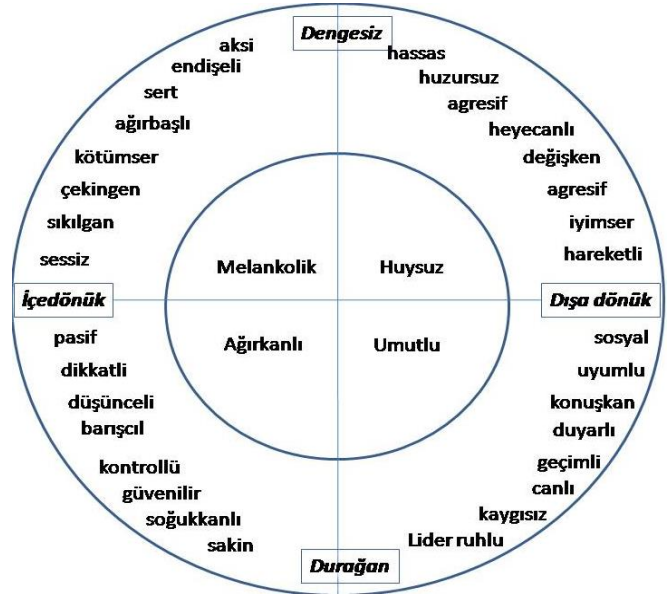 Dengesiz
aksi
endişeli
sert
ağırbaşlı
kötümser
çekingen
sıkılgan
sessiz
hassas
huzursuz
agresif
heyecanlı
değişken
agresif
iyimser
hareketli
Melankolik
Huysuz
İçedönük
Dışa dönük
Ağırkanlı
Umutlu
pasif
dikkatli
düşünceli
barışcıl
kontrollü
güvenilir
soğukkanlı
sakin
sosyal
uyumlu
konuşkan
duyarlı
geçimli
canlı
kaygısız
Lider ruhlu
Durağan